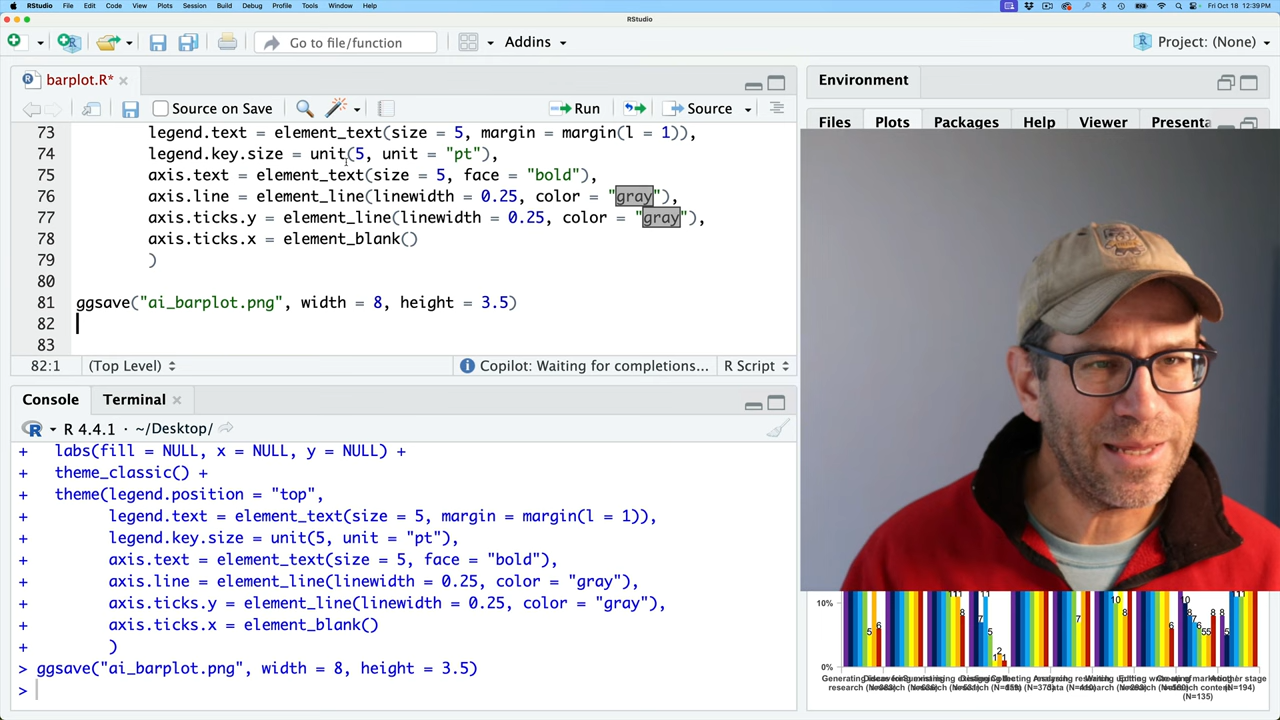 RStudio File Edit Code View Plots Session Build Debug Profile Tools Window Help Fri Oct 18 12:39 PM
RStudio
Go to file/function Addins Project: (None)
barplot.R*
Source on Save Run Source
73 legend.text = element_text(size = 5, margin = margin(l = 1)),
74 legend.key.size = unit(5, unit = "pt"),
75 axis.text = element_text(size = 5, face = "bold"),
76 axis.line = element_line(linewidth = 0.25, color = "gray"),
77 axis.ticks.y = element_line(linewidth = 0.25, color = "gray"),
78 axis.ticks.x = element_blank()
79 )
80
81 ggsave("ai_barplot.png", width = 8, height = 3.5)
82
83
82:1 (Top Level) Copilot: Waiting for completions... R Script
Console Terminal
R 4.4.1 · ~/Desktop/
+ labs(fill = NULL, x = NULL, y = NULL) +
+ theme_classic() +
+ theme(legend.position = "top",
+ legend.text = element_text(size = 5, margin = margin(l = 1)),
+ legend.key.size = unit(5, unit = "pt"),
+ axis.text = element_text(size = 5, face = "bold"),
+ axis.line = element_line(linewidth = 0.25, color = "gray"),
+ axis.ticks.y = element_line(linewidth = 0.25, color = "gray"),
+ axis.ticks.x = element_blank()
+ )
> ggsave("ai_barplot.png", width = 8, height = 3.5)
>
Environment
Files Plots Packages Help Viewer Presenta
10%
0%
Generating
research
(N=135)
(N=194)